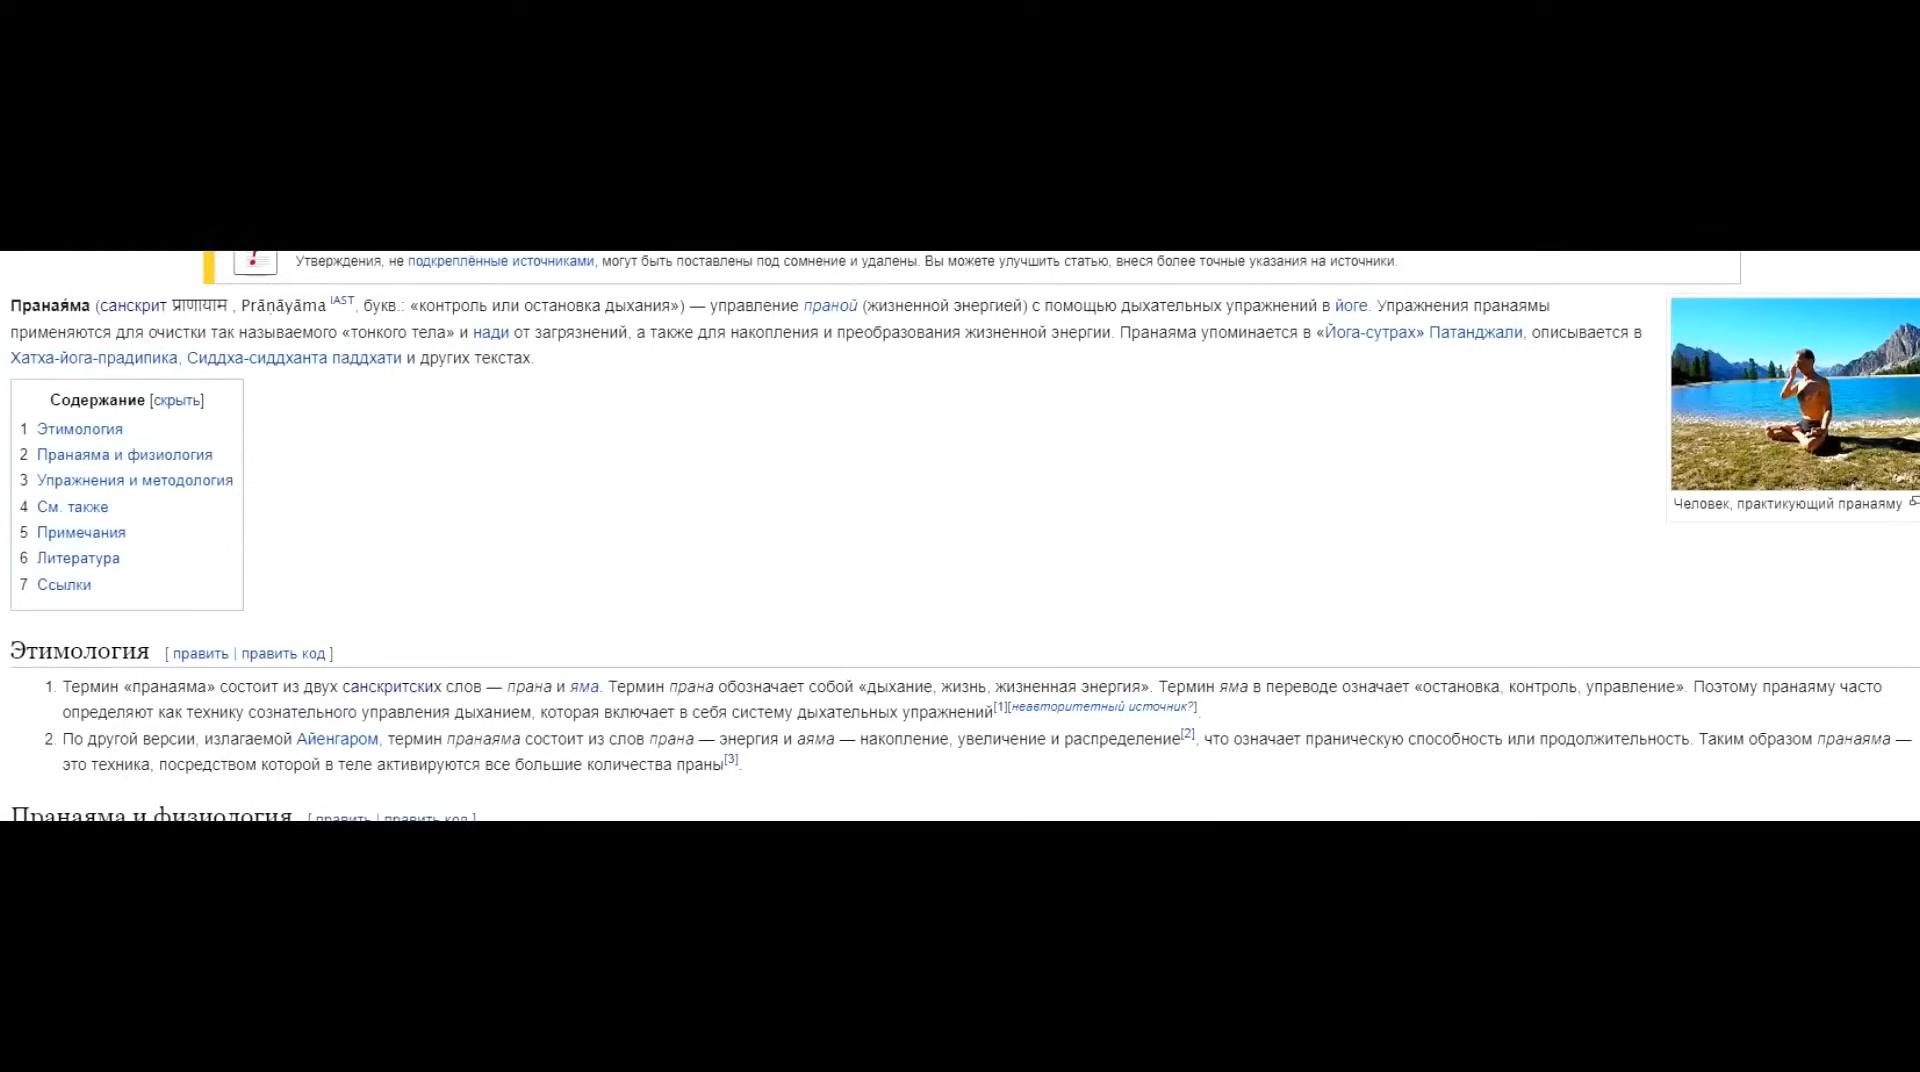 Утверждения, не подкреплённые источниками, могут быть поставлены под сомнение и удалены. Вы можете улучшить статью, внеся более точные указания на источники.
Прана́яма (санскрит प्राणायाम , Prāṇāyāma IAST, букв.: «контроль или остановка дыхания») — управление праной (жизненной энергией) с помощью дыхательных упражнений в йоге. Упражнения пранаямы
применяются для очистки так называемого «тонкого тела» и нади от загрязнений, а также для накопления и преобразования жизненной энергии. Пранаяма упоминается в «Йога-сутрах» Патанджали, описывается в
Хатха-йога-прадипика, Сиддха-сиддханта паддхати и других текстах.
Человек, практикующий пранаяму
Содержание [скрыть]
1 Этимология
2 Пранаяма и физиология
3 Упражнения и методология
4 См. также
5 Примечания
6 Литература
7 Ссылки
Этимология [ править | править код ]
1. Термин «пранаяма» состоит из двух санскритских слов — прана и яма. Термин прана обозначает собой «дыхание, жизнь, жизненная энергия». Термин яма в переводе означает «остановка, контроль, управление». Поэтому пранаяму часто
определяют как технику сознательного управления дыханием, которая включает в себя систему дыхательных упражнений[1][неавторитетный источник?].
2. По другой версии, излагаемой Айенгаром, термин пранаяма состоит из слов прана — энергия и аяма — накопление, увеличение и распределение[2], что означает праническую способность или продолжительность. Таким образом пранаяма —
это техника, посредством которой в теле активируются все большие количества праны[3].
Пранаяма и физиология [ править | править код ]